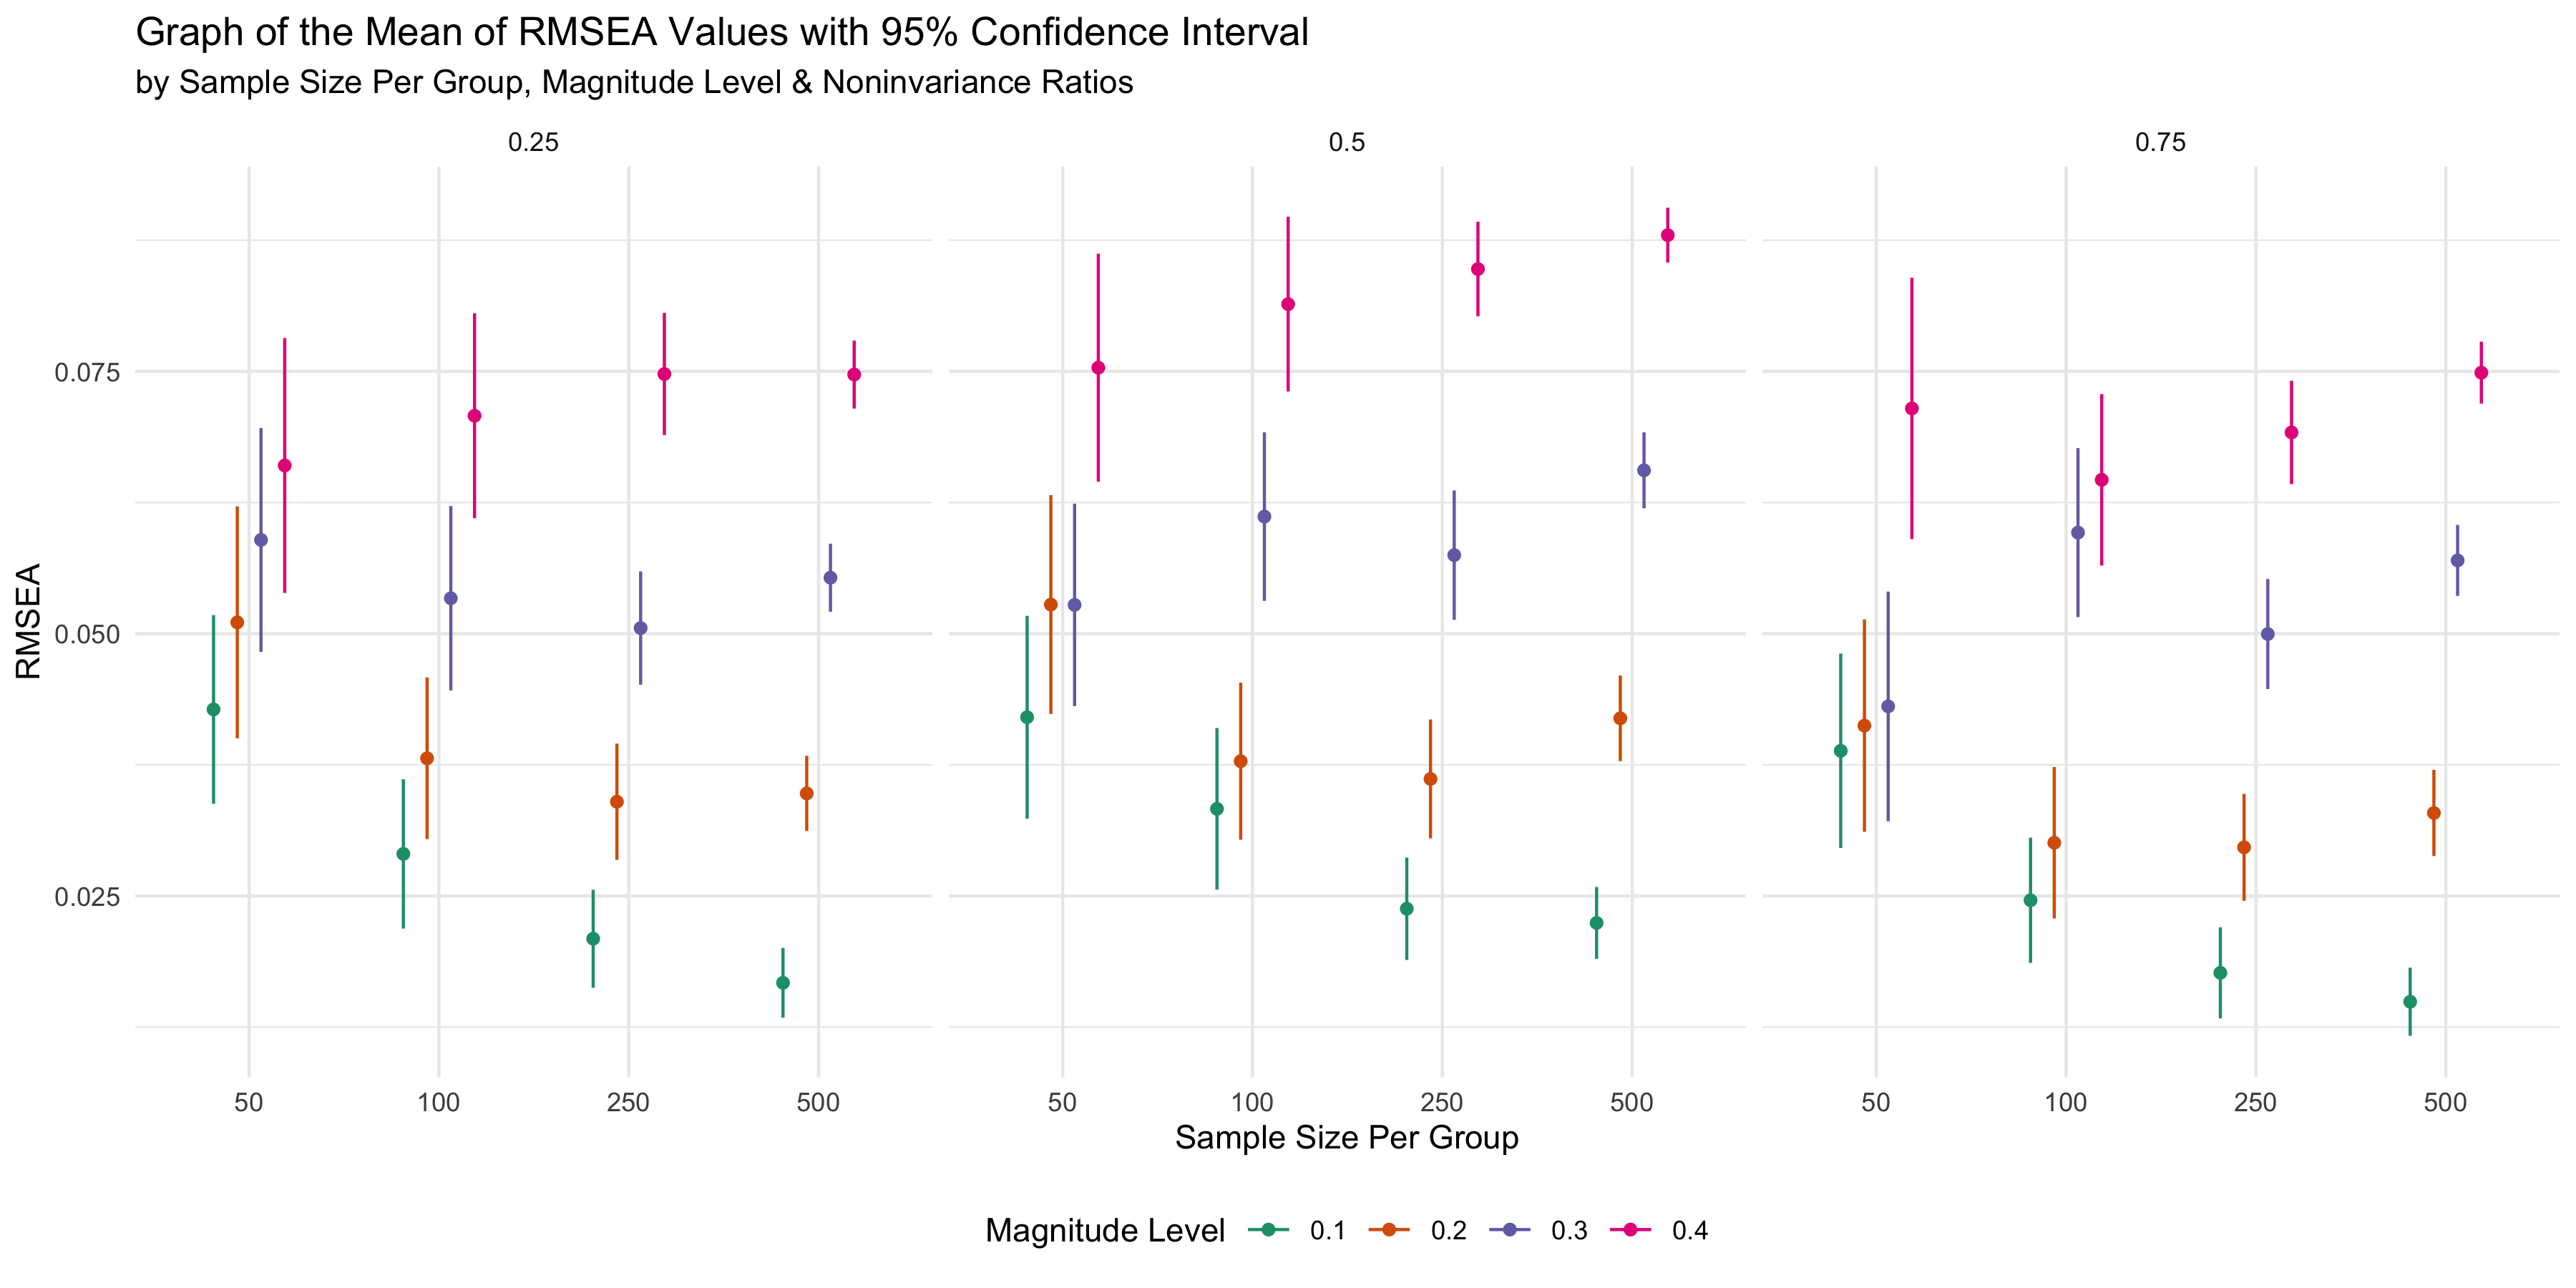 Graph of the Mean of RMSEA Values with 95% Confidence Interval
by Sample Size Per Group, Magnitude Level & Noninvariance Ratios
0.25 0.5 0.75
RMSEA
0.075
0.050
0.025
50 100 250 500 50 100 250 500 50 100 250 500
Sample Size Per Group
Magnitude Level 0.1 0.2 0.3 0.4